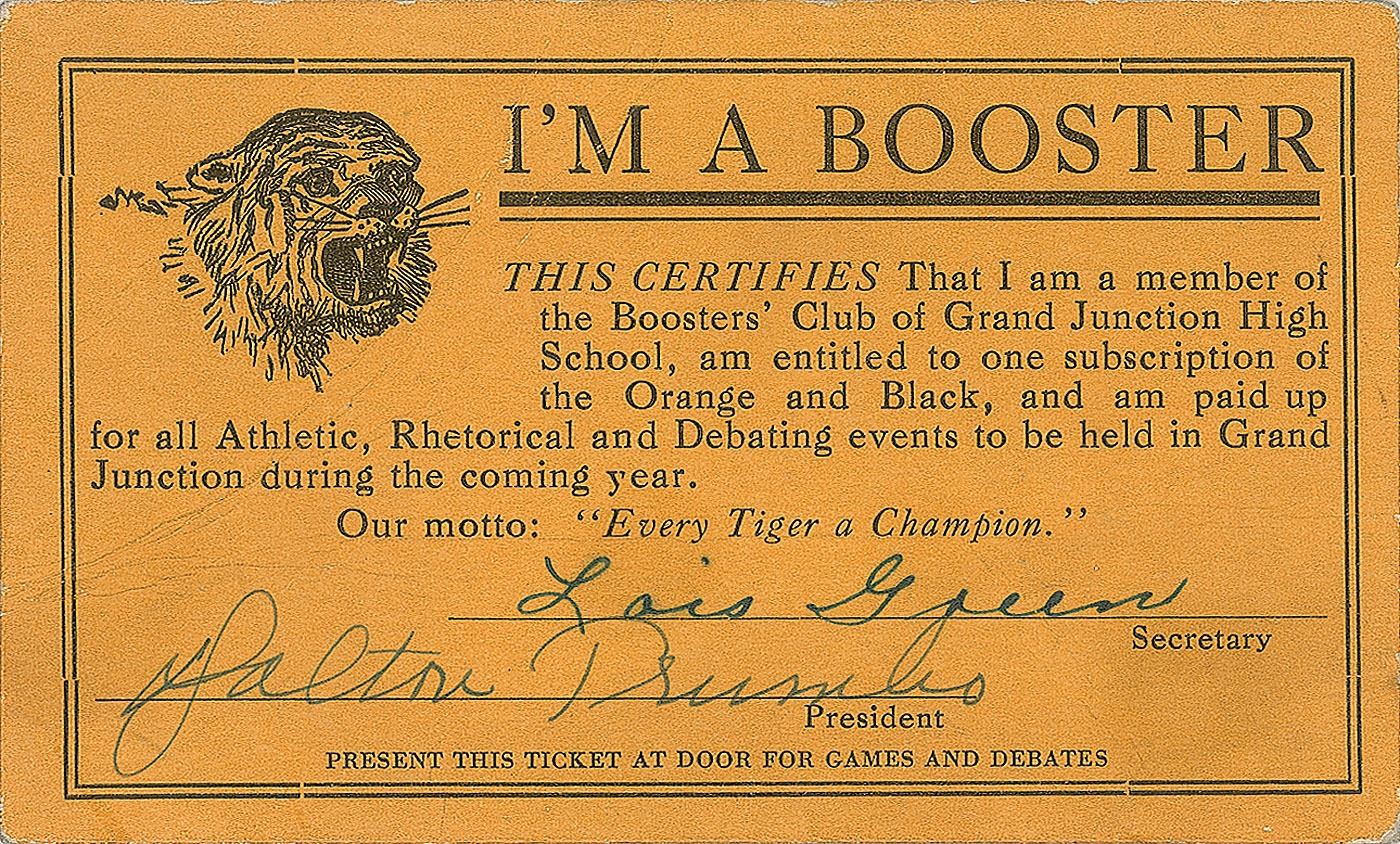 I'M A BOOSTER
THIS CERTIFIES That I am a member of
the Boosters' Club of Grand Junction High
School, am entitled to one subscription of
the Orange and Black, and am paid up
for all Athletic, Rhetorical and Debating events to be held in Grand
Junction during the coming year.
Our motto: "Every Tiger a Champion."
Lois Green
Secretary
Dalton Trumbo
President
PRESENT THIS TICKET AT DOOR FOR GAMES AND DEBATES